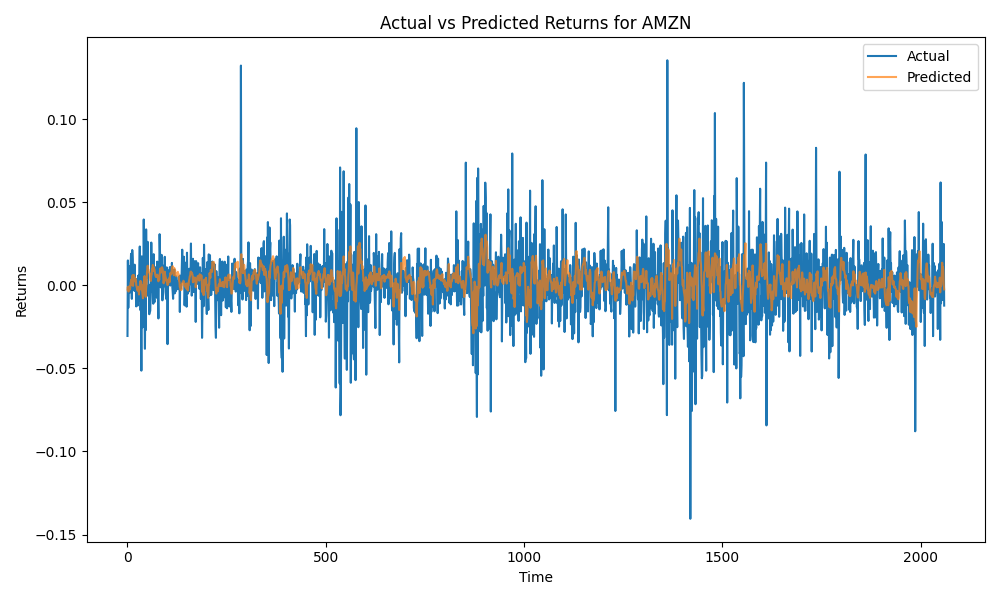 Actual vs Predicted Returns for AMZN
Actual
Predicted
0.10
0.05
0.00
−0.05
−0.10
−0.15
Returns
0
500
1000
1500
2000
Time